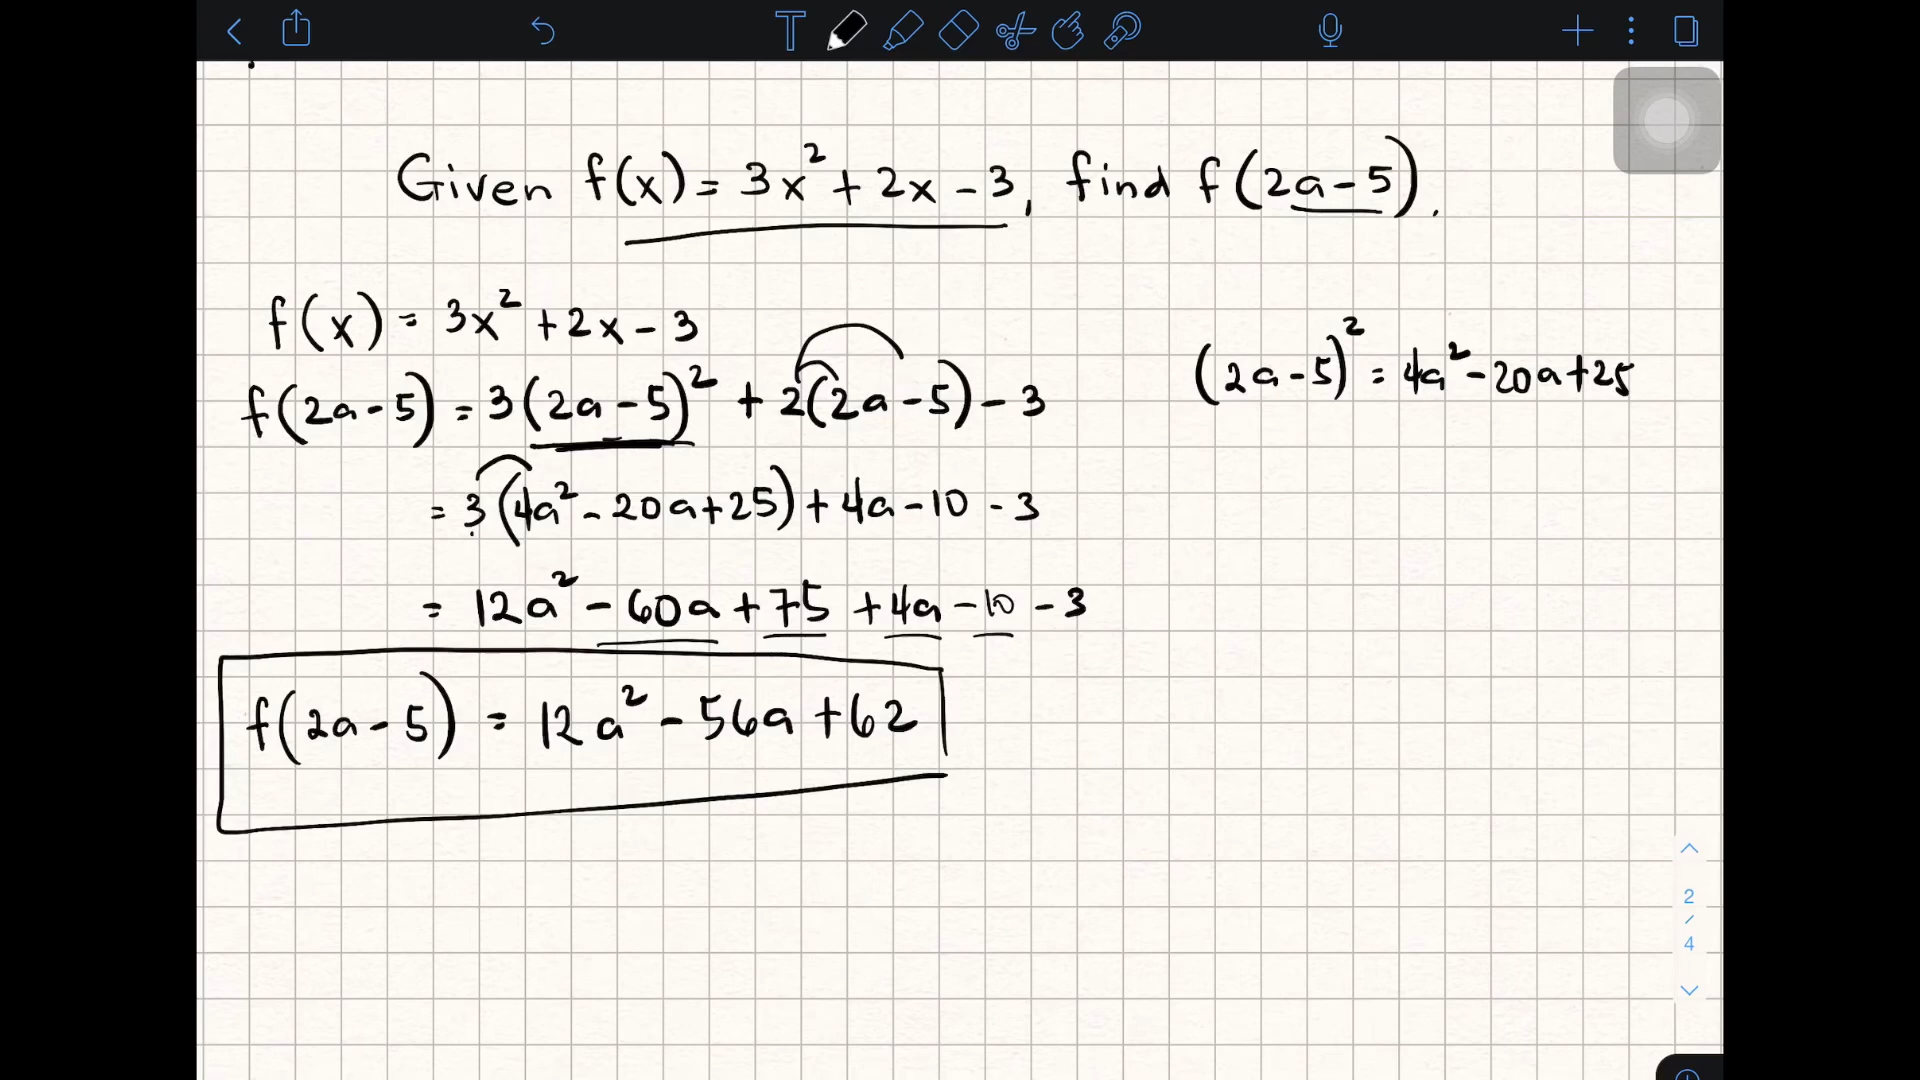 Given f(x) = 3x² + 2x - 3, find f(2a - 5).
f(x) = 3x² + 2x - 3
f(2a - 5) = 3(2a - 5)² + 2(2a - 5) - 3
(2a - 5)² = 4a² - 20a + 25
= 3(4a² - 20a + 25) + 4a - 10 - 3
= 12a² - 60a + 75 + 4a - 10 - 3
f(2a - 5) = 12a² - 56a + 62
2
/
4